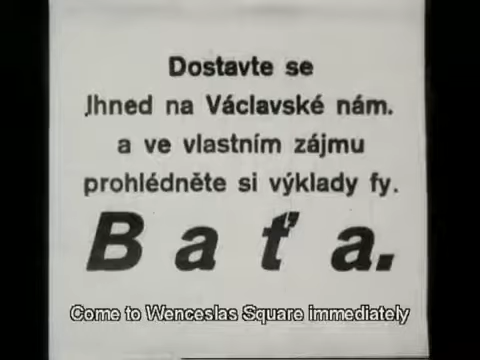 Dostavte se
Ihned na Václavské nám.
a ve vlastním zájmu
prohlédněte si výklady fy.
Baťa.
Come to Wenceslas Square immediately